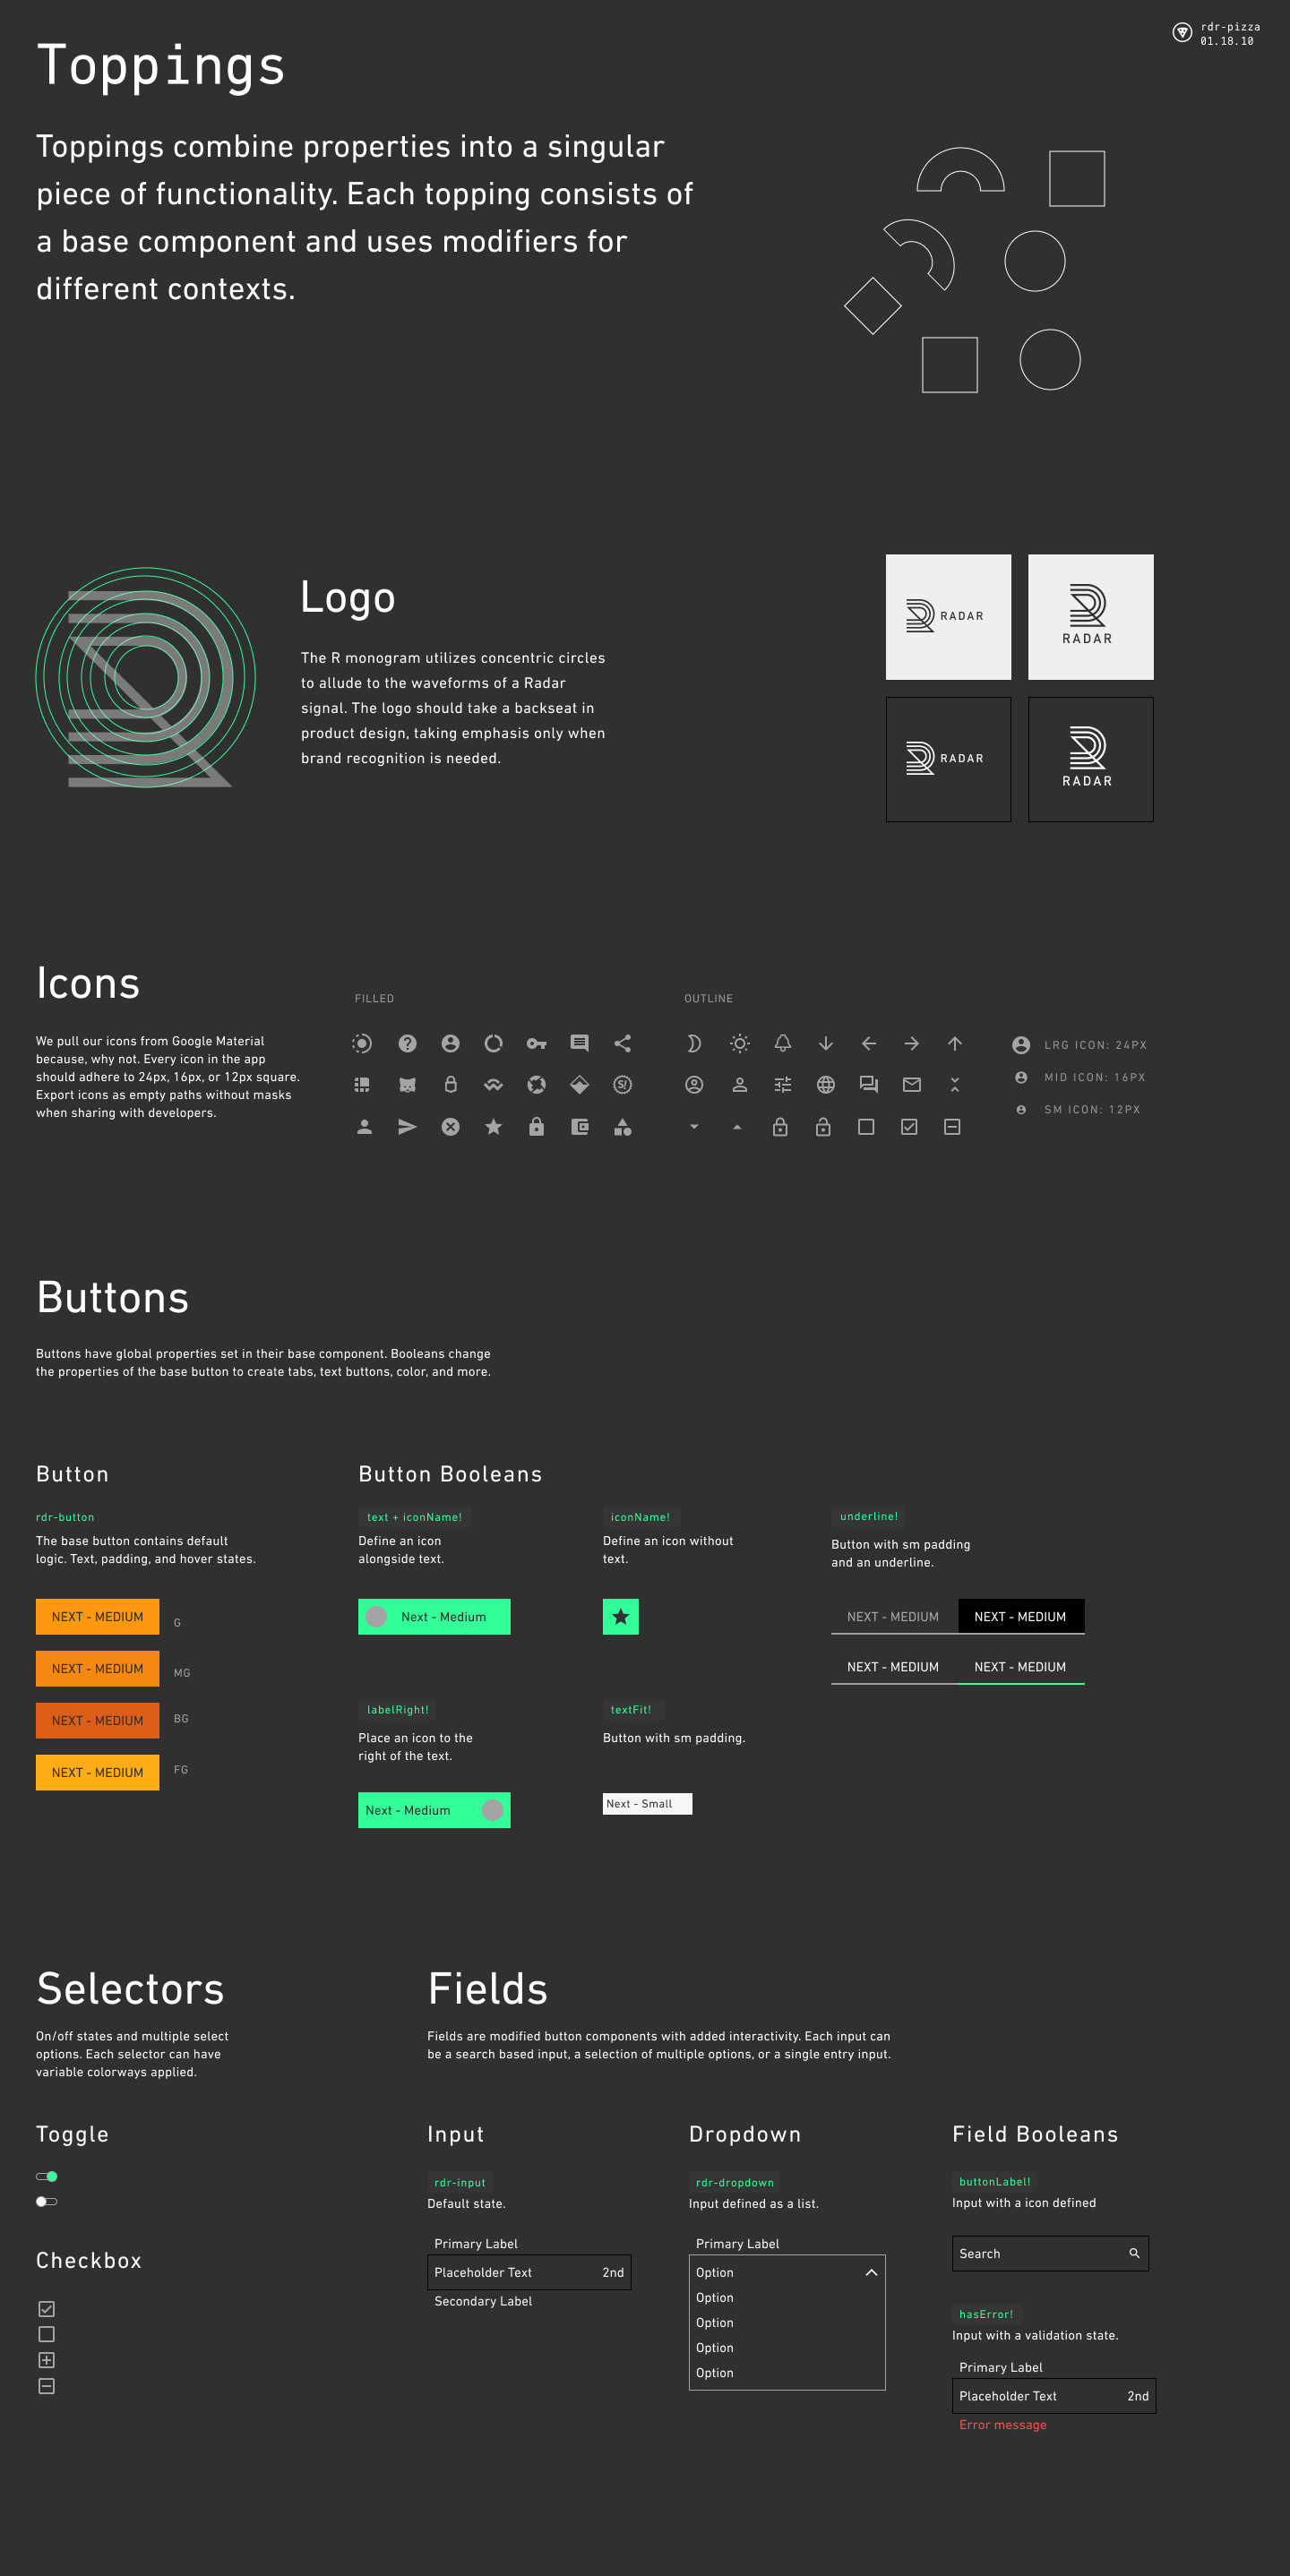 Toppings
rdr-pizza
01.18.10
Toppings combine properties into a singular
piece of functionality. Each topping consists of
a base component and uses modifiers for
different contexts.
Logo
The R monogram utilizes concentric circles
to allude to the waveforms of a Radar
signal. The logo should take a backseat in
product design, taking emphasis only when
brand recognition is needed.
RADAR
RADAR
RADAR
RADAR
Icons
We pull our icons from Google Material
because, why not. Every icon in the app
should adhere to 24px, 16px, or 12px square.
Export icons as empty paths without masks
when sharing with developers.
FILLED
OUTLINE
LRG ICON: 24PX
MID ICON: 16PX
SM ICON: 12PX
Buttons
Buttons have global properties set in their base component. Booleans change
the properties of the base button to create tabs, text buttons, color, and more.
Button
rdr-button
The base button contains default
logic. Text, padding, and hover states.
NEXT - MEDIUM
G
NEXT - MEDIUM
MG
NEXT - MEDIUM
BG
NEXT - MEDIUM
FG
Button Booleans
text + iconName!
Define an icon
alongside text.
Next - Medium
iconName!
Define an icon without
text.
underline!
Button with sm padding
and an underline.
NEXT - MEDIUM
NEXT - MEDIUM
NEXT - MEDIUM
NEXT - MEDIUM
labelRight!
Place an icon to the
right of the text.
Next - Medium
textFit!
Button with sm padding.
Next - Small
Selectors
On/off states and multiple select
options. Each selector can have
variable colorways applied.
Toggle
Checkbox
Fields
Fields are modified button components with added interactivity. Each input can
be a search based input, a selection of multiple options, or a single entry input.
Input
rdr-input
Default state.
Primary Label
Placeholder Text 2nd
Secondary Label
Dropdown
rdr-dropdown
Input defined as a list.
Primary Label
Option
Option
Option
Option
Option
Field Booleans
buttonLabel!
Input with a icon defined
Search
hasError!
Input with a validation state.
Primary Label
Placeholder Text 2nd
Error message